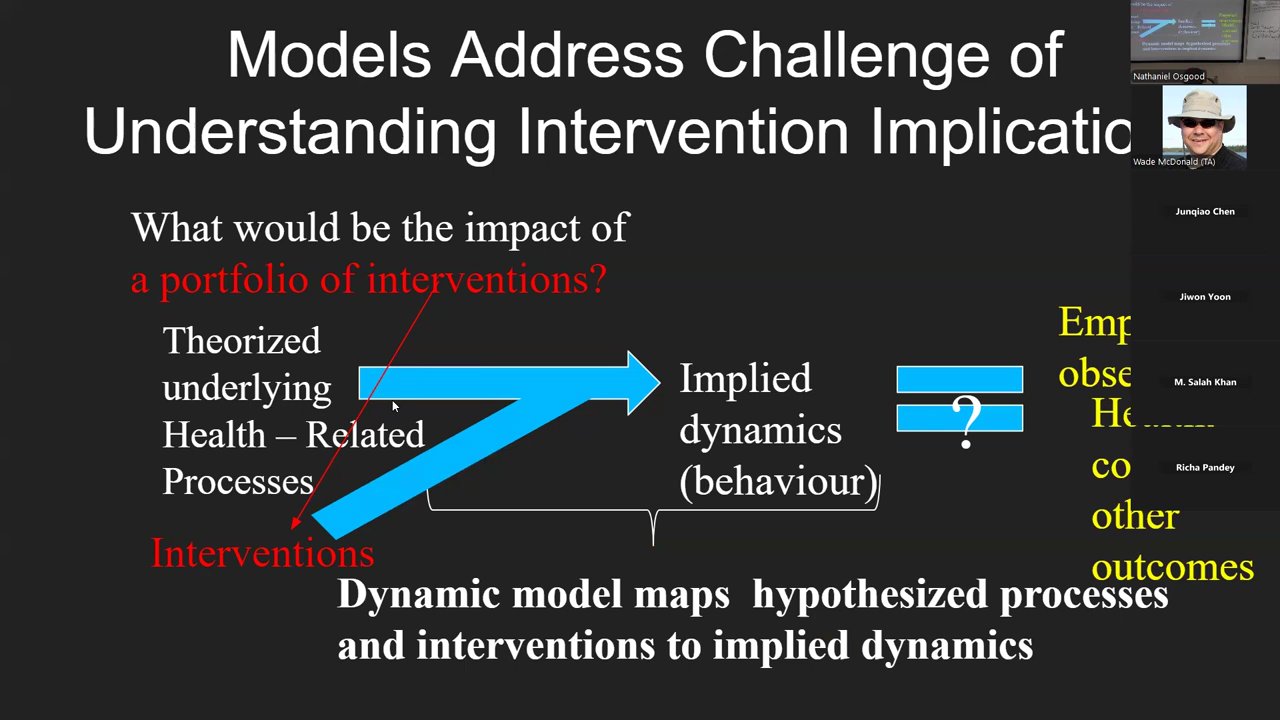 Models Address Challenge of
Understanding Intervention Implicatio
What would be the impact of
a portfolio of interventions?
Theorized
underlying
Health – Related
Processes
Interventions
Implied
dynamics
(behaviour)
?
Emp
obse
He
co
other
outcomes
Dynamic model maps hypothesized processes
and interventions to implied dynamics
Nathaniel Osgood
Wade McDonald (TA)
Junqiao Chen
Jiwon Yoon
M. Salah Khan
Richa Pandey